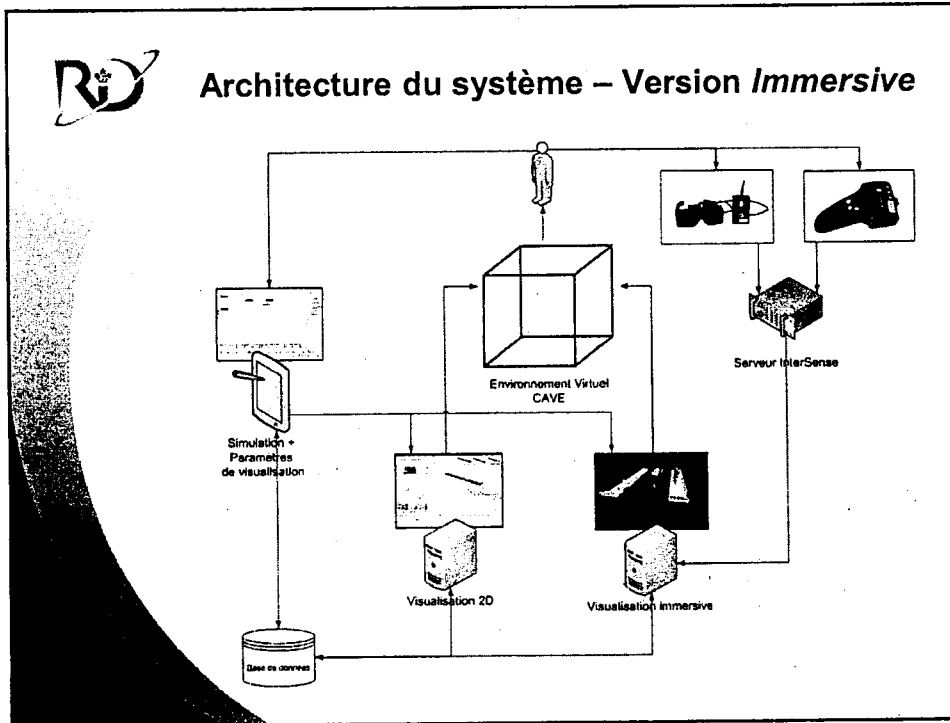 RD
Architecture du système – Version Immersive
Serveur InterSense
Environnement Virtuel
CAVE
Simulation +
Paramètres
de visualisation
Visualisation 2D
Visualisation immersive
Base de données